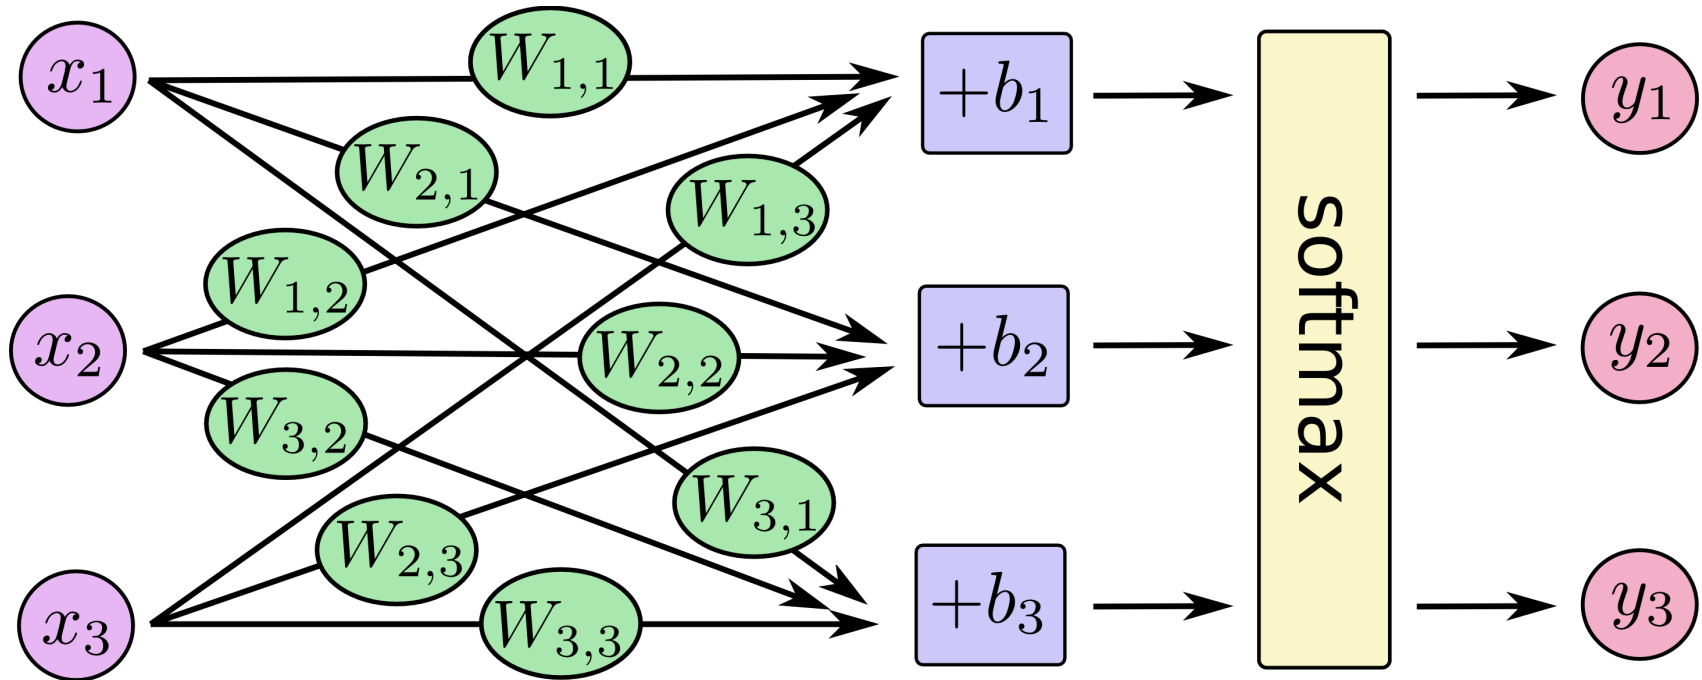 x₁
W₁,₁
+b₁
y₁
W₂,₁
W₁,₃
W₁,₂
x₂
W₂,₂
+b₂
softmax
y₂
W₃,₂
W₃,₁
W₂,₃
x₃
W₃,₃
+b₃
y₃